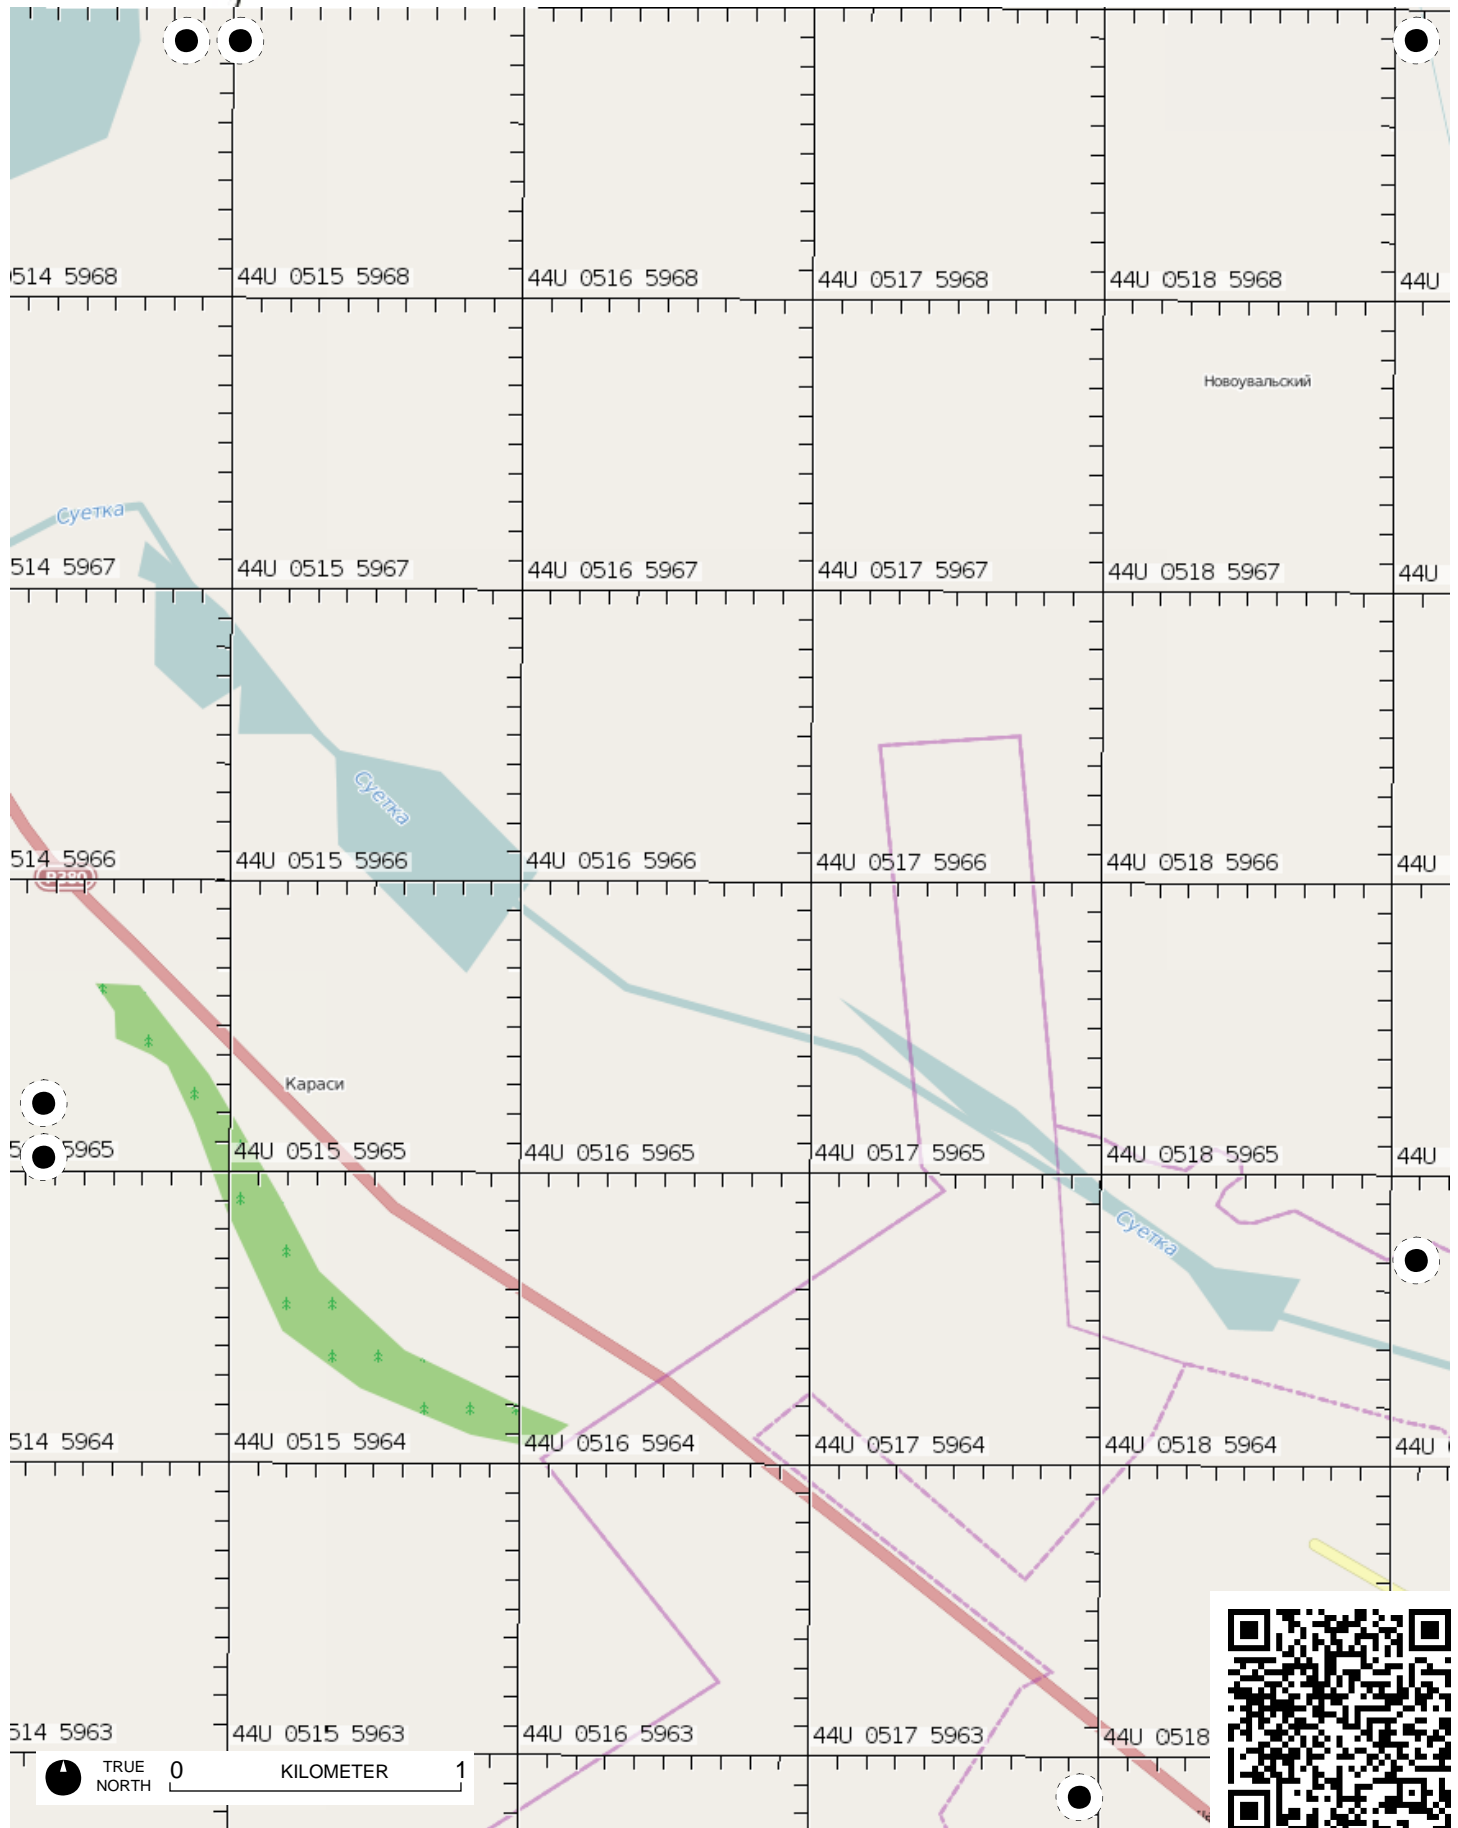 514 5968
44U 0515 5968
44U 0516 5968
44U 0517 5968
44U 0518 5968
44U
Новоувальский
Суетка
514 5967
44U 0515 5967
44U 0516 5967
44U 0517 5967
44U 0518 5967
44U
Суетка
514 5966
44U 0515 5966
44U 0516 5966
44U 0517 5966
44U 0518 5966
44U
Караси
5965
44U 0515 5965
44U 0516 5965
44U 0517 5965
44U 0518 5965
44U
Суетка
514 5964
44U 0515 5964
44U 0516 5964
44U 0517 5964
44U 0518 5964
44U
514 5963
44U 0515 5963
44U 0516 5963
44U 0517 5963
44U 0518
TRUE NORTH
0 KILOMETER 1